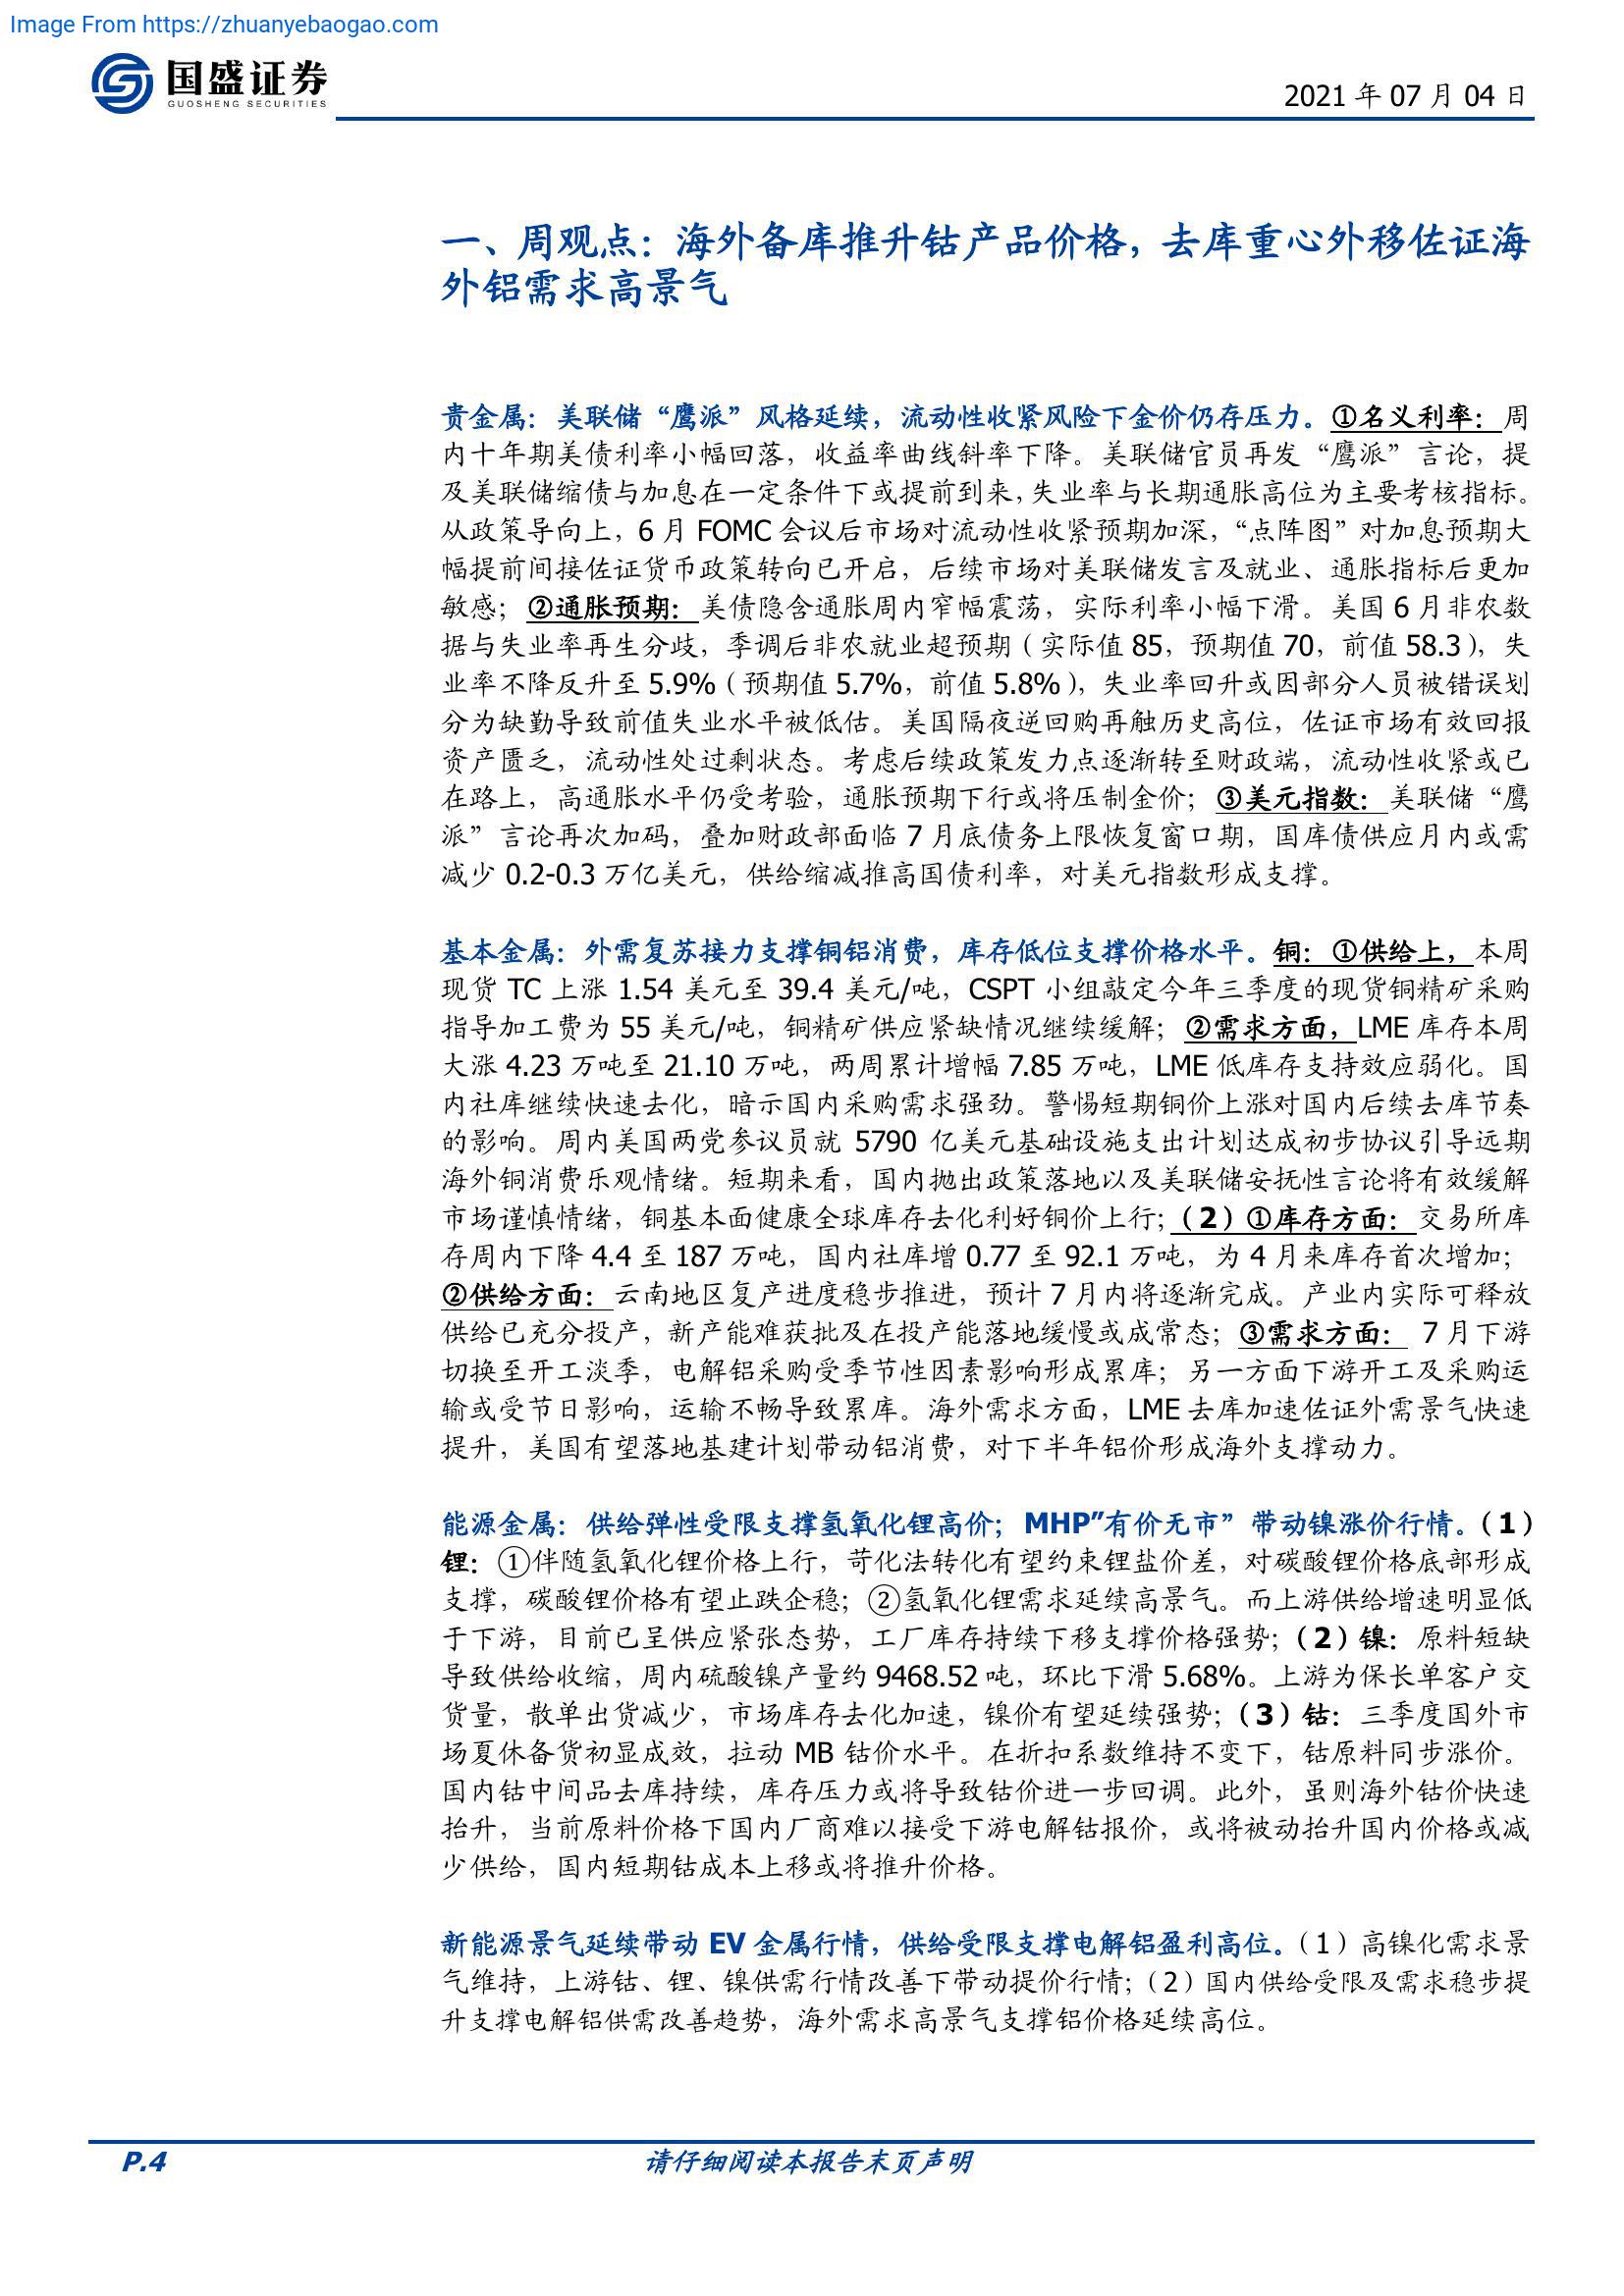 Image From https://zhuanyebaogao.com
国盛证券
GUOSHENG SECURITIES
2021 年 07 月 04 日
一、周观点：海外备库推升钴产品价格，去库重心外移佐证海
外铝需求高景气
贵金属：美联储“鹰派”风格延续，流动性收紧风险下金价仍存压力。①名义利率：周
内十年期美债利率小幅回落，收益率曲线斜率下降。美联储官员再发“鹰派”言论，提
及美联储缩债与加息在一定条件下或提前到来，失业率与长期通胀高位为主要考核指标。
从政策导向上，6 月 FOMC 会议后市场对流动性收紧预期加深，“点阵图”对加息预期大
幅提前间接佐证货币政策转向已开启，后续市场对美联储发言及就业、通胀指标后更加
敏感；②通胀预期：美债隐含通胀周内窄幅震荡，实际利率小幅下滑。美国 6 月非农数
据与失业率再生分歧，季调后非农就业超预期（实际值 85，预期值 70，前值 58.3），失
业率不降反升至 5.9%（预期值 5.7%，前值 5.8%），失业率回升或因部分人员被错误划
分为缺勤导致前值失业水平被低估。美国隔夜逆回购再触历史高位，佐证市场有效回报
资产匮乏，流动性处过剩状态。考虑后续政策发力点逐渐转至财政端，流动性收紧或已
在路上，高通胀水平仍受考验，通胀预期下行或将压制金价；③美元指数：美联储“鹰
派”言论再次加码，叠加财政部面临 7 月底债务上限恢复窗口期，国库债供应月内或需
减少 0.2-0.3 万亿美元，供给缩减推高国债利率，对美元指数形成支撑。
基本金属：外需复苏接力支撑铜铝消费，库存低位支撑价格水平。铜：①供给上，本周
现货 TC 上涨 1.54 美元至 39.4 美元/吨，CSPT 小组敲定今年三季度的现货铜精矿采购
指导加工费为 55 美元/吨，铜精矿供应紧缺情况继续缓解；②需求方面，LME 库存本周
大涨 4.23 万吨至 21.10 万吨，两周累计增幅 7.85 万吨，LME 低库存支持效应弱化。国
内社库继续快速去化，暗示国内采购需求强劲。警惕短期铜价上涨对国内后续去库节奏
的影响。周内美国两党参议员就 5790 亿美元基础设施支出计划达成初步协议引导远期
海外铜消费乐观情绪。短期来看，国内抛出政策落地以及美联储安抚性言论将有效缓解
市场谨慎情绪，铜基本面健康全球库存去化利好铜价上行；（2）①库存方面：交易所库
存周内下降 4.4 至 187 万吨，国内社库增 0.77 至 92.1 万吨，为 4 月来库存首次增加；
②供给方面：云南地区复产进度稳步推进，预计 7 月内将逐渐完成。产业内实际可释放
供给已充分投产，新产能难获批及在投产能落地缓慢或成常态；③需求方面： 7 月下游
切换至开工淡季，电解铝采购受季节性因素影响形成累库；另一方面下游开工及采购运
输或受节日影响，运输不畅导致累库。海外需求方面，LME 去库加速佐证外需景气快速
提升，美国有望落地基建计划带动铝消费，对下半年铝价形成海外支撑动力。
能源金属：供给弹性受限支撑氢氧化锂高价；MHP”有价无市”带动镍涨价行情。（1）
锂：①伴随氢氧化锂价格上行，苛化法转化有望约束锂盐价差，对碳酸锂价格底部形成
支撑，碳酸锂价格有望止跌企稳；②氢氧化锂需求延续高景气。而上游供给增速明显低
于下游，目前已呈供应紧张态势，工厂库存持续下移支撑价格强势；（2）镍：原料短缺
导致供给收缩，周内硫酸镍产量约 9468.52 吨，环比下滑 5.68%。上游为保长单客户交
货量，散单出货减少，市场库存去化加速，镍价有望延续强势；（3）钴：三季度国外市
场夏休备货初显成效，拉动 MB 钴价水平。在折扣系数维持不变下，钴原料同步涨价。
国内钴中间品去库持续，库存压力或将导致钴价进一步回调。此外，虽则海外钴价快速
抬升，当前原料价格下国内厂商难以接受下游电解钴报价，或将被动抬升国内价格或减
少供给，国内短期钴成本上移或将推升价格。
新能源景气延续带动 EV 金属行情，供给受限支撑电解铝盈利高位。（1）高镍化需求景
气维持，上游钴、锂、镍供需行情改善下带动提价行情；（2）国内供给受限及需求稳步提
升支撑电解铝供需改善趋势，海外需求高景气支撑铝价格延续高位。
P.4
请仔细阅读本报告末页声明